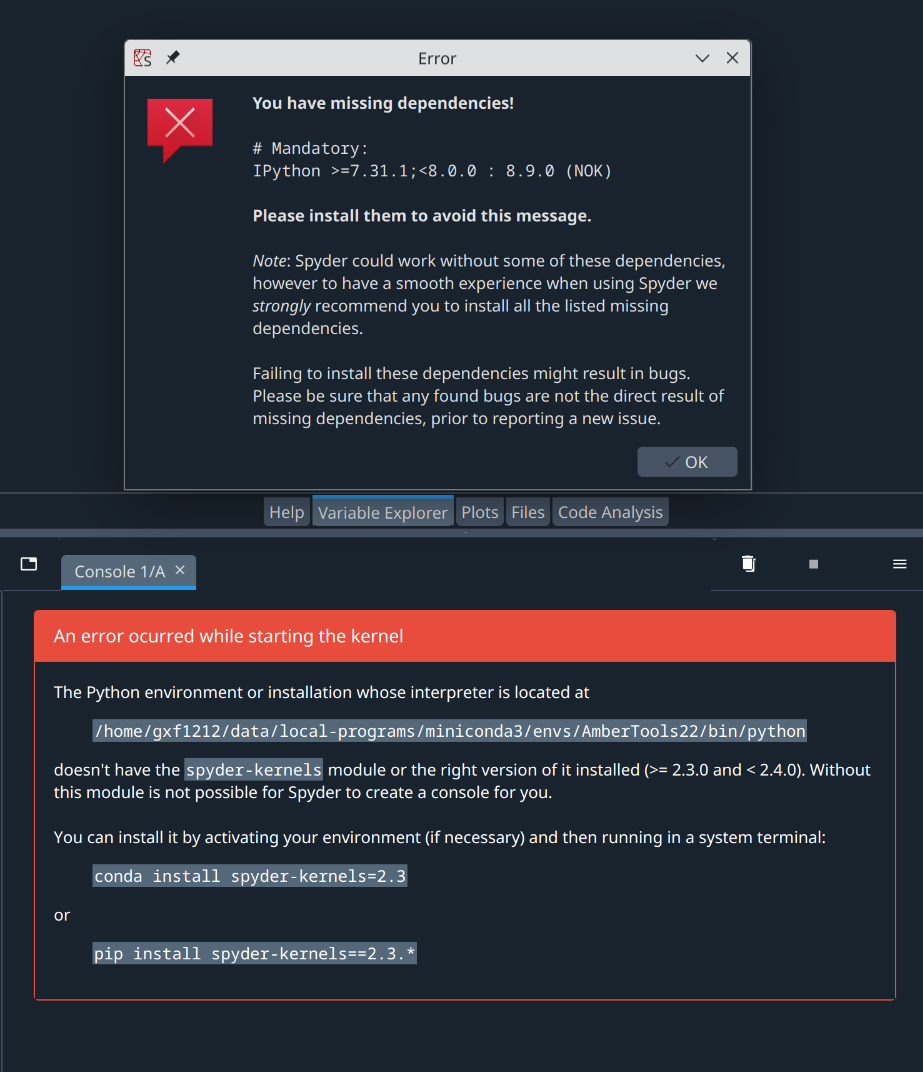 Error
You have missing dependencies!
# Mandatory:
IPython >=7.31.1;<8.0.0 : 8.9.0 (NOK)
Please install them to avoid this message.
Note: Spyder could work without some of these dependencies,
however to have a smooth experience when using Spyder we
strongly recommend you to install all the listed missing
dependencies.
Failing to install these dependencies might result in bugs.
Please be sure that any found bugs are not the direct result of
missing dependencies, prior to reporting a new issue.
OK
Help Variable Explorer Plots Files Code Analysis
Console 1/A
An error ocurred while starting the kernel
The Python environment or installation whose interpreter is located at
/home/gxf1212/data/local-programs/miniconda3/envs/AmberTools22/bin/python
doesn't have the spyder-kernels module or the right version of it installed (>= 2.3.0 and < 2.4.0). Without
this module is not possible for Spyder to create a console for you.
You can install it by activating your environment (if necessary) and then running in a system terminal:
conda install spyder-kernels=2.3
or
pip install spyder-kernels==2.3.*